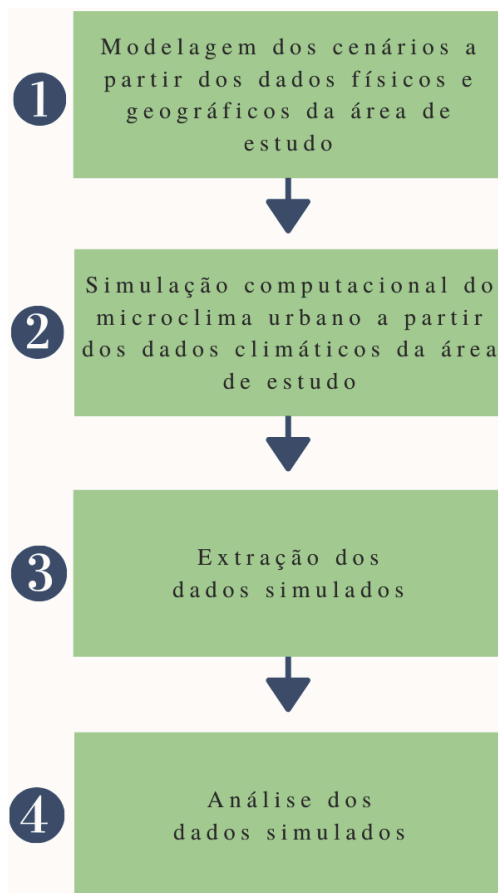 1
Modelagem dos cenários a
partir dos dados físicos e
geográficos da área de
estudo
2
Simulação computacional do
microclima urbano a partir
dos dados climáticos da área
de estudo
3
Extração dos
dados simulados
4
Análise dos
dados simulados